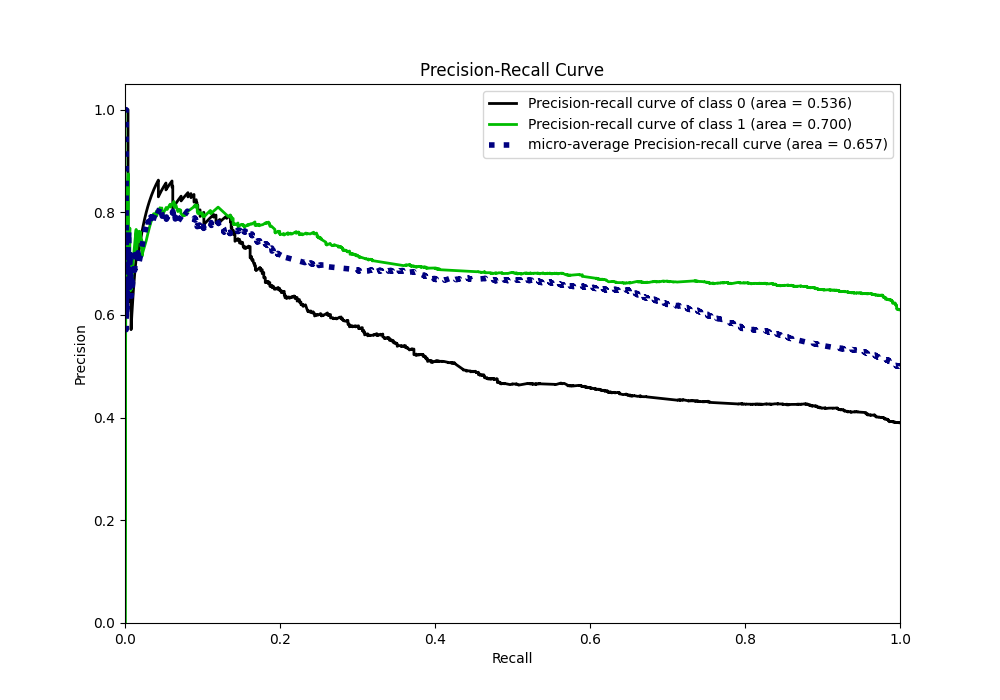 Precision-Recall Curve
Precision-recall curve of class 0 (area = 0.536)
Precision-recall curve of class 1 (area = 0.700)
micro-average Precision-recall curve (area = 0.657)
Precision
1.0
0.8
0.6
0.4
0.2
0.0
0.0 0.2 0.4 0.6 0.8 1.0
Recall